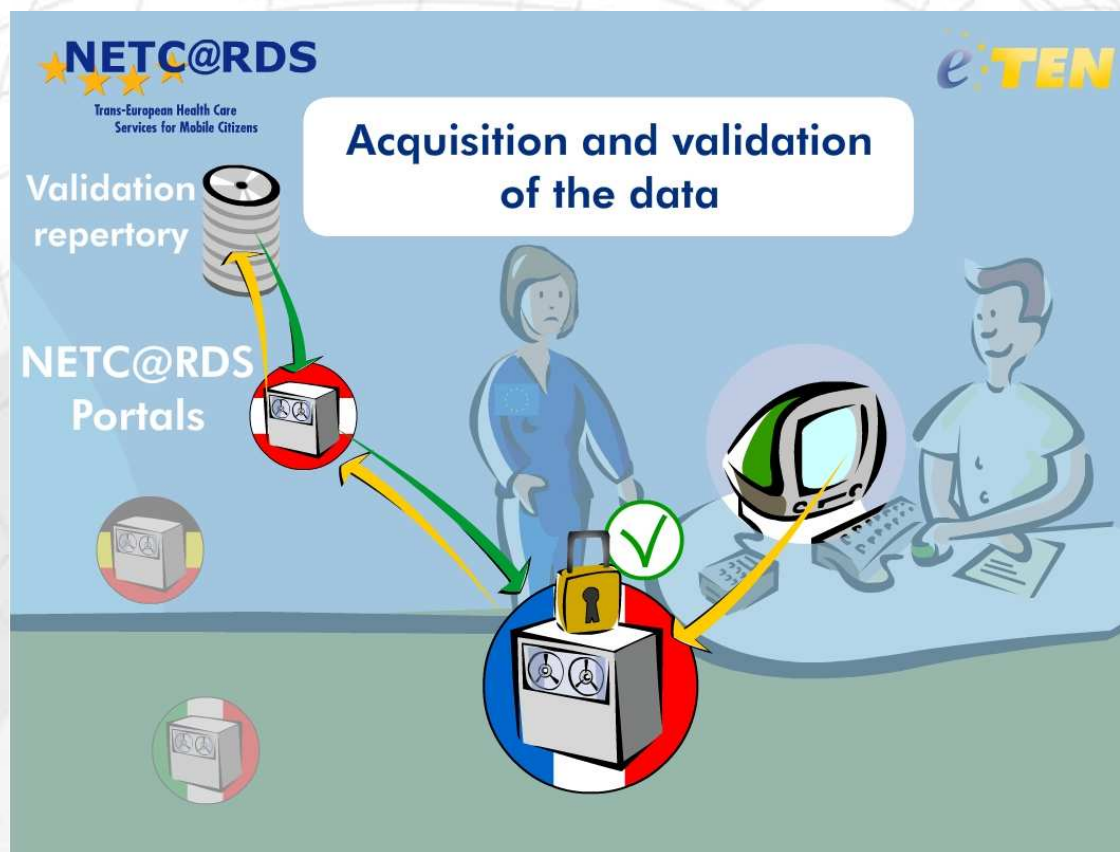 NETC@RDS
Trans-European Health Care
Services for Mobile Citizens
e-TEN
Acquisition and validation
of the data
Validation
repertory
NETC@RDS
Portals